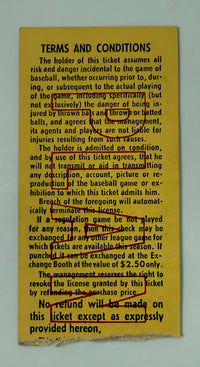 TERMS AND CONDITIONS
The holder of this ticket assumes all
risk and danger incidental to the game of
baseball, whether occurring prior to, dur-
ing, or subsequent to the actual playing
of the game, including specifically (but
not exclusively) the danger of being in-
jured by thrown balls and thrown or batted
balls, and agrees that the management,
its agents and players are not liable for
injuries resulting from such causes.
The holder is admitted on condition,
and by use of this ticket agrees, that he
will not transmit or aid in transmitting
any description, account, picture or re-
production of the baseball game or ex-
hibition to which this ticket admits him.
Breach of the foregoing will automat-
ically terminate this license.
If a regulation game be not played
for any reason, then this check may be
exchanged for any other league game for
which tickets are available this season. If
punched it can be exchanged at the Ex-
change Booth at the value of $2.50 only.
The management reserves the right to
revoke the license granted by this ticket
by refunding the purchase price.
No refund will be made on
this ticket except as expressly
provided hereon.